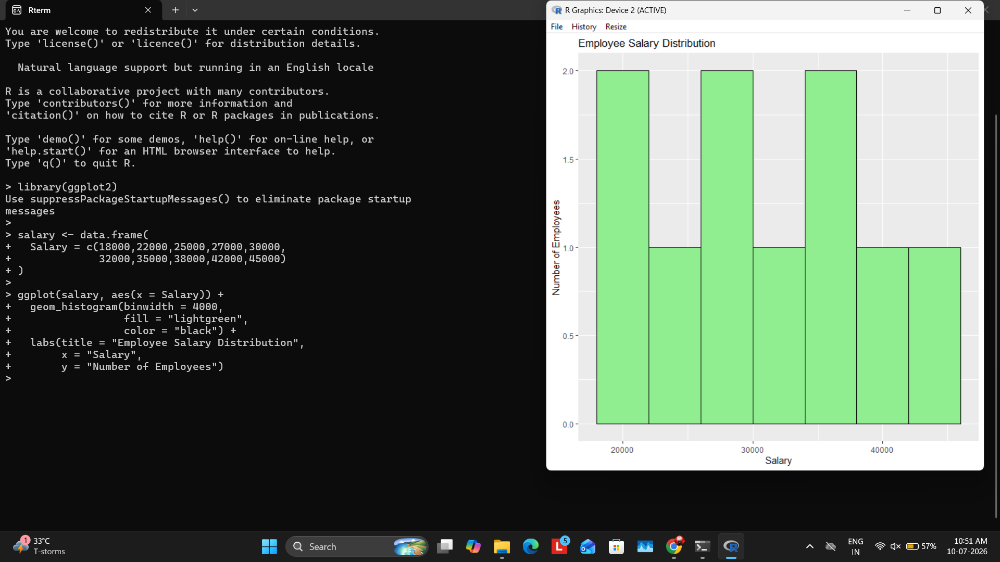 Rterm
You are welcome to redistribute it under certain conditions.
Type 'license()' or 'licence()' for distribution details.
  Natural language support but running in an English locale
R is a collaborative project with many contributors.
Type 'contributors()' for more information and
'citation()' on how to cite R or R packages in publications.
Type 'demo()' for some demos, 'help()' for on-line help, or
'help.start()' for an HTML browser interface to help.
Type 'q()' to quit R.
> library(ggplot2)
Use suppressPackageStartupMessages() to eliminate package startup
messages
>
> salary <- data.frame(
+   Salary = c(18000,22000,25000,27000,30000,
+              32000,35000,38000,42000,45000)
+ )
>
> ggplot(salary, aes(x = Salary)) +
+   geom_histogram(binwidth = 4000,
+                  fill = "lightgreen",
+                  color = "black") +
+   labs(title = "Employee Salary Distribution",
+        x = "Salary",
+        y = "Number of Employees")
>
R Graphics: Device 2 (ACTIVE)
File History Resize
Employee Salary Distribution
Number of Employees
2.0
1.5
1.0
0.5
0.0
20000 30000 40000
Salary
1
33°C
T-storms
Search
L 5
ENG
IN
57%
10:51 AM
10-07-2026